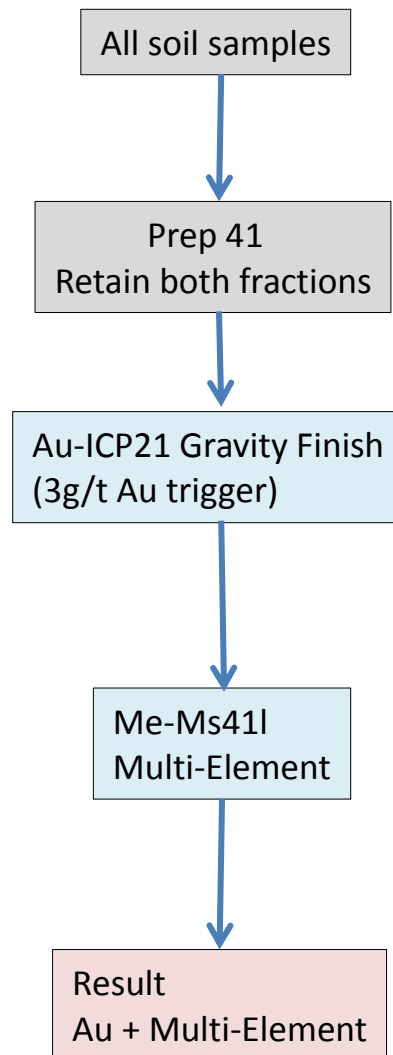 All soil samples
Prep 41
Retain both fractions
Au-ICP21 Gravity Finish
(3g/t Au trigger)
Me-Ms41l
Multi-Element
Result
Au + Multi-Element